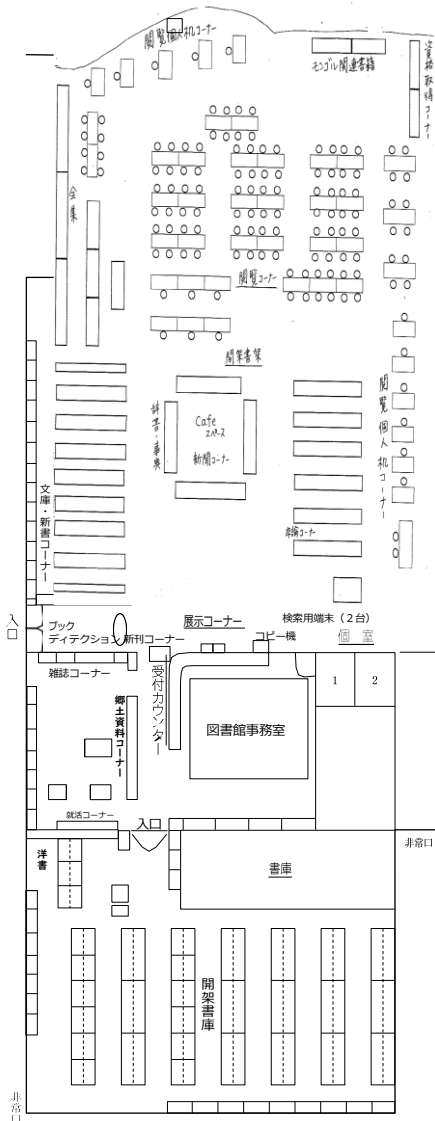 閲覧個人机コーナー
モンゴル関連書籍
資格取得コーナー
全集
閲覧コーナー
開架書架
辞書・事典
Cafe
スペース
新聞コーナー
閲覧個人机コーナー
文庫・新書コーナー
入口
ブック
ディテクション
新刊コーナー
展示コーナー
検索用端末（２台）
コピー機
個室
雑誌コーナー
受付カウンター
1
2
郷土資料コーナー
図書館事務室
就活コーナー
入口
非常口
洋書
書庫
開架書庫
非常口